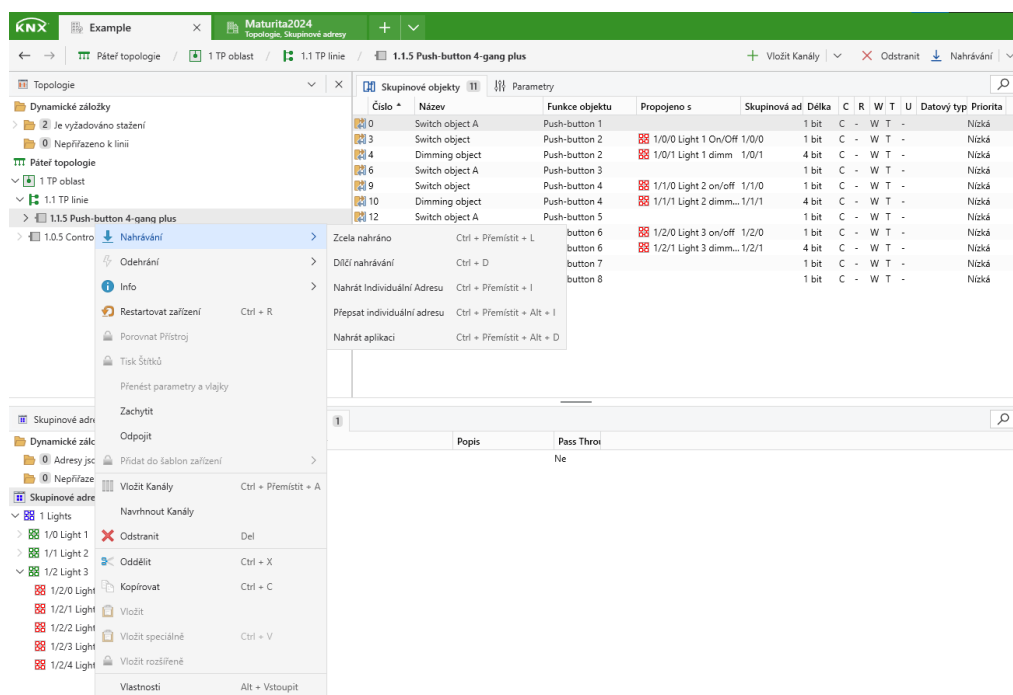 KNX Example × Maturita2024 +
Topologie, Skupinové adresy
← → Páteř topologie / 1 TP oblast / 1.1 TP linie / 1.1.5 Push-button 4-gang plus + Vložit Kanály × Odstranit Nahrávání
Topologie ×
Skupinové objekty 11 Parametry
Číslo Název Funkce objektu Propojeno s Skupinová ad Délka C R W T U Datový typ Priorita
Dynamické záložky
2 Je vyžadováno stažení
0 Nepřiřazeno k linii
Páteř topologie
1 TP oblast
1.1 TP linie
1.1.5 Push-button 4-gang plus
1.0.5 Contro
0 Switch object A Push-button 1 1 bit C - W T - Nízká
3 Switch object Push-button 2 1/0/0 Light 1 On/Off 1/0/0 1 bit C - W T - Nízká
4 Dimming object Push-button 2 1/0/1 Light 1 dimm 1/0/1 4 bit C - W T - Nízká
6 Switch object A Push-button 3 1 bit C - W T - Nízká
9 Switch object Push-button 4 1/1/0 Light 2 on/off 1/1/0 1 bit C - W T - Nízká
10 Dimming object Push-button 4 1/1/1 Light 2 dimm... 1/1/1 4 bit C - W T - Nízká
12 Switch object A Push-button 5 1 bit C - W T - Nízká
button 6 1/2/0 Light 3 on/off 1/2/0 1 bit C - W T - Nízká
button 6 1/2/1 Light 3 dimm... 1/2/1 4 bit C - W T - Nízká
button 7 1 bit C - W T - Nízká
button 8 1 bit C - W T - Nízká
Nahrávání >
Odehrání >
Info >
Restartovat zařízení Ctrl + R
Porovnat Přístroj
Tisk Štítků
Přenést parametry a vlajky
Zachytit
Odpojit
Přidat do šablon zařízení >
Vložit Kanály Ctrl + Přemístit + A
Navrhnout Kanály
Odstranit Del
Oddělit Ctrl + X
Kopírovat Ctrl + C
Vložit
Vložit speciálně Ctrl + V
Vložit rozšířeně
Vlastnosti Alt + Vstoupit
Zcela nahráno Ctrl + Přemístit + L
Dílčí nahrávání Ctrl + D
Nahrát Individuální Adresu Ctrl + Přemístit + I
Přepsat individuální adresu Ctrl + Přemístit + Alt + I
Nahrát aplikaci Ctrl + Přemístit + Alt + D
Skupinové adre
1
Popis Pass Throu
Ne
Dynamické zálo
0 Adresy jso
0 Nepřiřaze
Skupinové adre
1 Lights
1/0 Light 1
1/1 Light 2
1/2 Light 3
1/2/0 Light
1/2/1 Light
1/2/2 Light
1/2/3 Light
1/2/4 Light